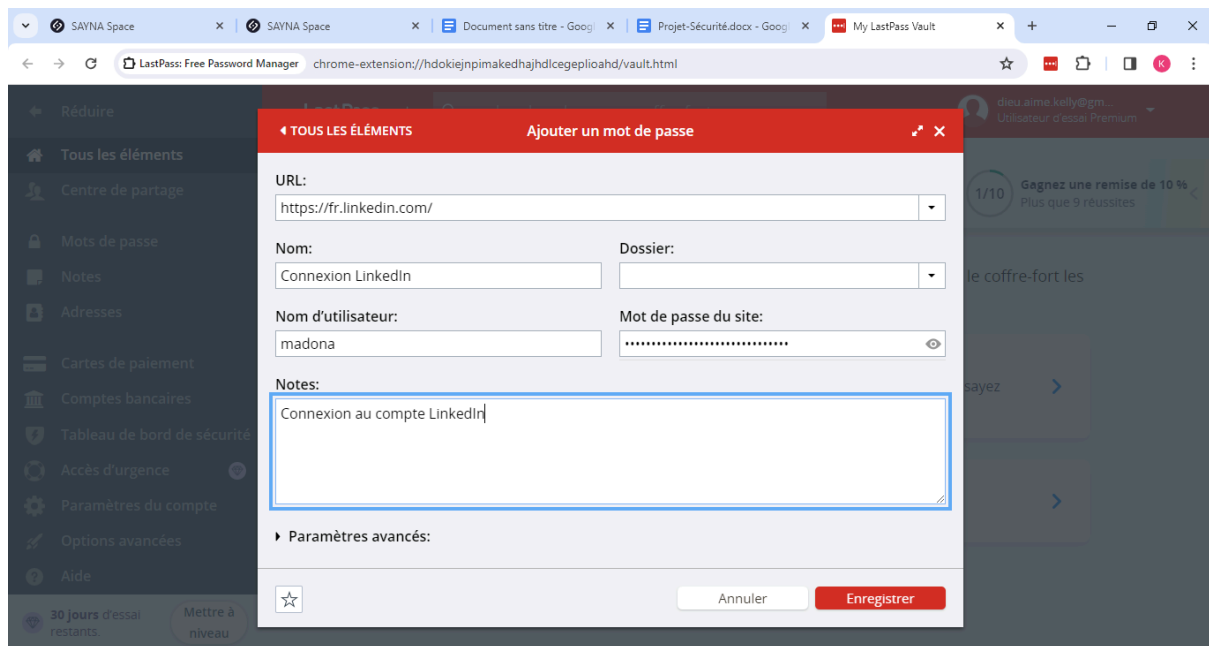 SAYNA Space
SAYNA Space
Document sans titre - Googl
Projet-Sécurité.docx - Googl
My LastPass Vault
LastPass: Free Password Manager chrome-extension://hdokiejnpimakedhajhdlcegeplioahd/vault.html
K
Réduire
dieu.aime.kelly@gm...
Utilisateur d'essai Premium
TOUS LES ÉLÉMENTS Ajouter un mot de passe
Tous les éléments
Centre de partage
Mots de passe
Notes
Adresses
Cartes de paiement
Comptes bancaires
Tableau de bord de sécurité
Accès d'urgence
Paramètres du compte
Options avancées
Aide
30 jours d'essai
restants.
Mettre à
niveau
URL:
https://fr.linkedin.com/
Nom: Dossier:
Connexion LinkedIn
Nom d’utilisateur: Mot de passe du site:
madona •••••••••••••••••••••••••••••••
Notes:
Connexion au compte LinkedIn
Paramètres avancés:
Annuler Enregistrer
1/10
Gagnez une remise de 10 %
Plus que 9 réussites
le coffre-fort les
sayez